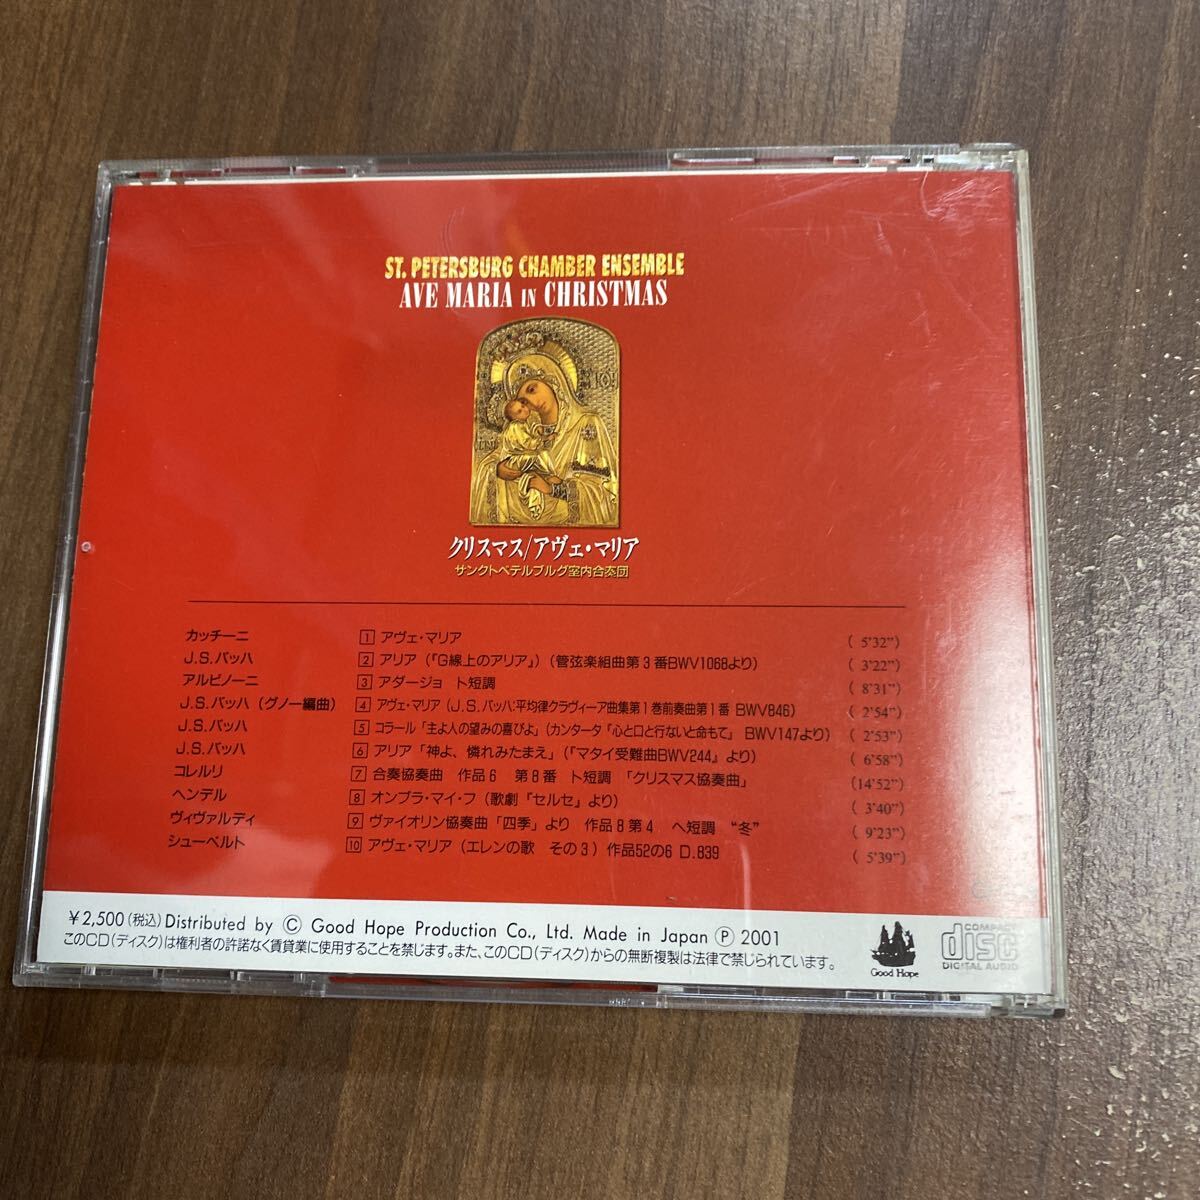 ST. PETERSBURG CHAMBER ENSEMBLE
AVE MARIA IN CHRISTMAS
クリスマス/アヴェ・マリア
サンクトペテルブルグ室内合奏団
カッチーニ 1 アヴェ・マリア ( 5'32")
J.S.バッハ 2 アリア(「G線上のアリア」)(管弦楽組曲第3番BWV1068より) ( 3'22")
アルビノーニ 3 アダージョ ト短調 ( 8'31")
J.S.バッハ(グノー編曲) 4 アヴェ・マリア(J.S.バッハ:平均律クラヴィーア曲集第1巻前奏曲第1番 BWV846) ( 2'54")
J.S.バッハ 5 コラール「主よ人の望みの喜びよ」(カンタータ「心と口と行ないと命もて」 BWV147より) ( 2'53")
J.S.バッハ 6 アリア「神よ、憐れみたまえ」(「マタイ受難曲BWV244」より) ( 6'58")
コレルリ 7 合奏協奏曲 作品6 第8番 ト短調 「クリスマス協奏曲」 (14'52")
ヘンデル 8 オンブラ・マイ・フ(歌劇『セルセ』より) ( 3'40")
ヴィヴァルディ 9 ヴァイオリン協奏曲「四季」より 作品8第4 ヘ短調 "冬" ( 9'23")
シューベルト 10 アヴェ・マリア(エレンの歌 その3)作品52の6 D.839 ( 5'39")
¥2,500(税込) Distributed by Ⓒ Good Hope Production Co., Ltd. Made in Japan Ⓟ 2001
このCD(ディスク)は権利者の許諾なく賃貸業に使用することを禁じます。また、このCD(ディスク)からの無断複製は法律で禁じられています。
Good Hope
COMPACT
disc
DIGITAL AUDIO